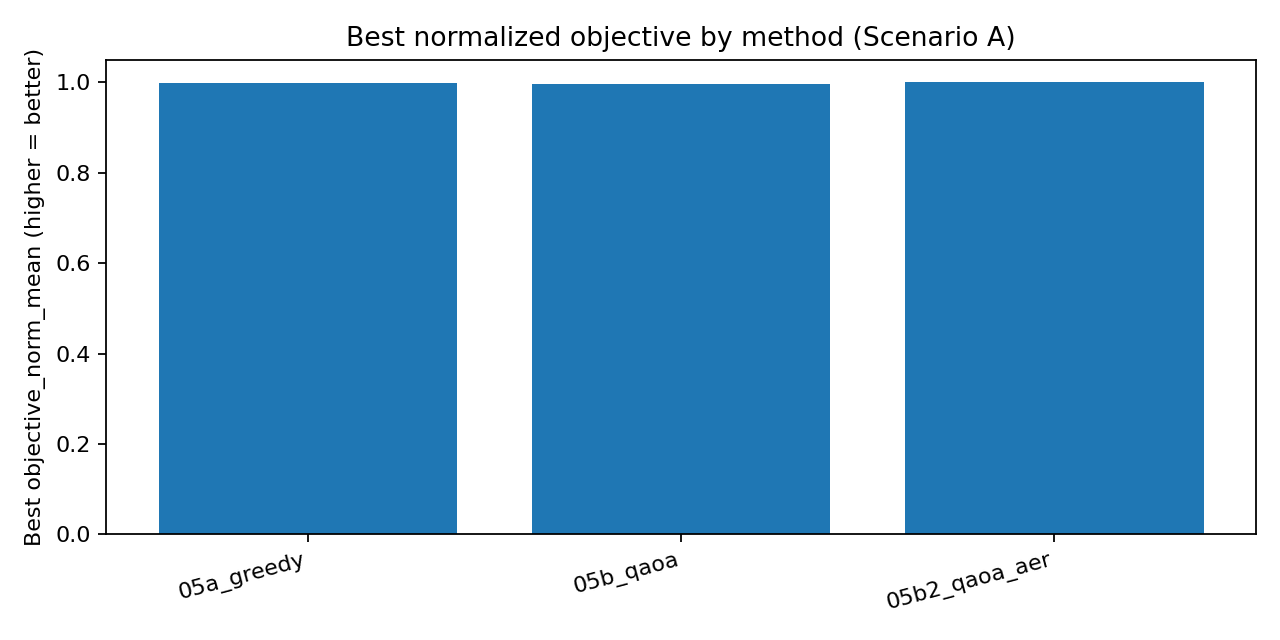 Best normalized objective by method (Scenario A)
Best objective_norm_mean (higher = better)
1.0
0.8
0.6
0.4
0.2
0.0
05a_greedy
05b_qaoa
05b2_qaoa_aer